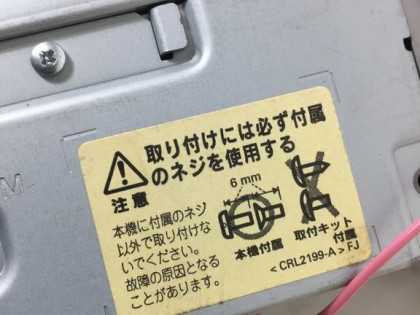 取り付けには必ず付属
のネジを使用する
注意
6 mm
本機に付属のネジ
以外で取り付けな
いでください。
故障の原因となる
ことがあります。
本機付属
取付キット
付属
<CRL2199-A>FJ
M